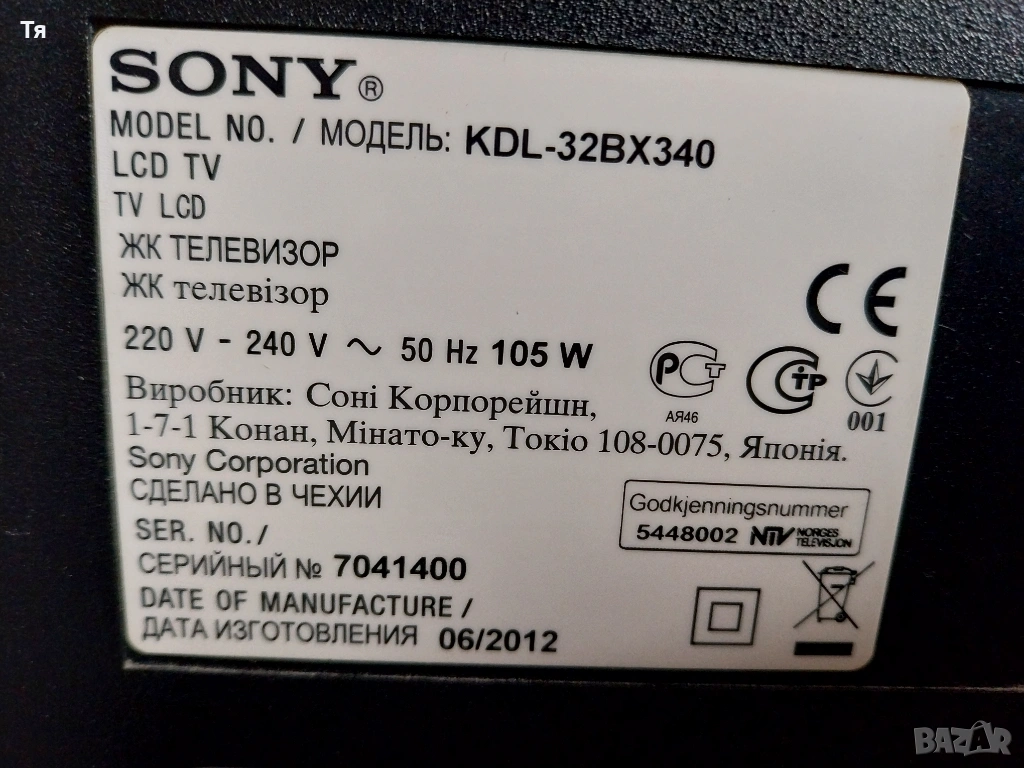 Тя
SONY®
MODEL NO. / МОДЕЛЬ: KDL-32BX340
LCD TV
TV LCD
ЖК ТЕЛЕВИЗОР
ЖК телевізор
220 V - 240 V ~ 50 Hz 105 W
CE
РСТ
АЯ46
СТР
001
Виробник: Соні Корпорейшн,
1-7-1 Конан, Мінато-ку, Токіо 108-0075, Японія.
Sony Corporation
СДЕЛАНО В ЧЕХИИ
Godkjenningsnummer
5448002 NTV NORGES TELEVISJON
SER. NO./
СЕРИЙНЫЙ № 7041400
DATE OF MANUFACTURE /
ДАТА ИЗГОТОВЛЕНИЯ 06/2012
BAZAR